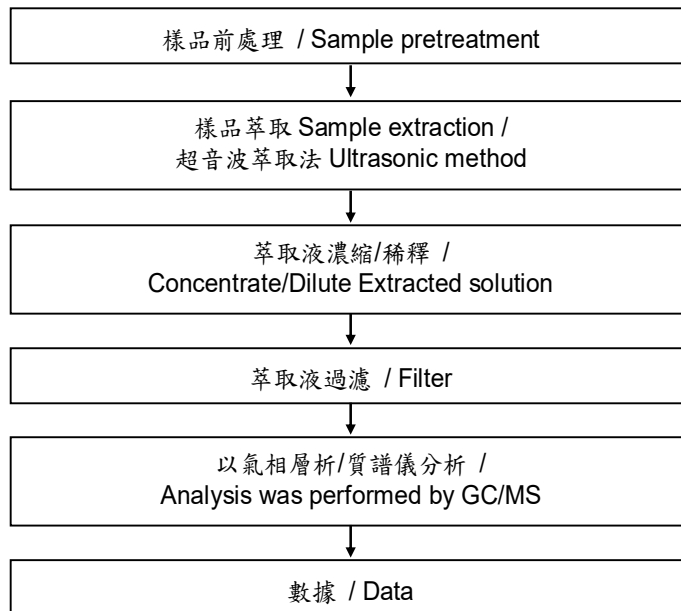 樣品前處理 / Sample pretreatment
樣品萃取 Sample extraction /
超音波萃取法 Ultrasonic method
萃取液濃縮/稀釋 /
Concentrate/Dilute Extracted solution
萃取液過濾 / Filter
以氣相層析/質譜儀分析 /
Analysis was performed by GC/MS
數據 / Data